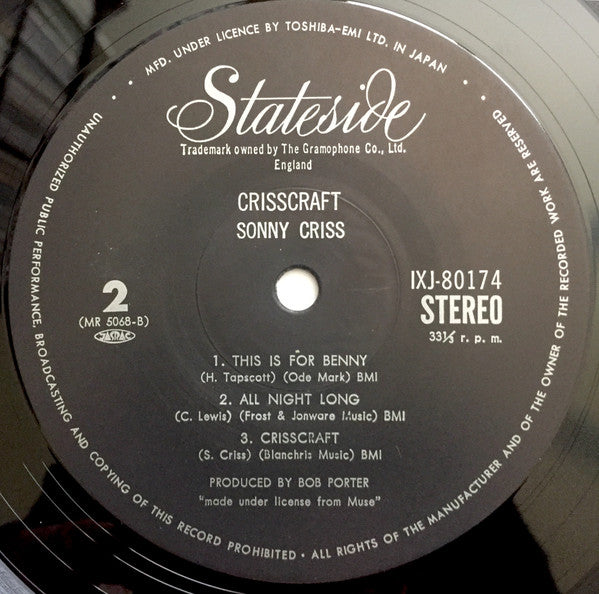 • MFD. UNDER LICENCE BY TOSHIBA-EMI LTD. IN JAPAN •
Stateside
Trademark owned by The Gramophone Co., Ltd.
England
CRISSCRAFT
SONNY CRISS
2
(MR 5068-B)
JASRAC
IXJ-80174
STEREO
33⅓ r. p. m.
1. THIS IS FOR BENNY
(H. Tapscott) (Ode Mark) BMI
2. ALL NIGHT LONG
(C. Lewis) (Frost & Jonware Music) BMI
3. CRISSCRAFT
(S. Criss) (Blanchris Music) BMI
PRODUCED BY BOB PORTER
"made under license from Muse"
UNAUTHORIZED PUBLIC PERFORMANCE, BROADCASTING AND COPYING OF THIS RECORD PROHIBITED • ALL RIGHTS OF THE MANUFACTURER AND OF THE OWNER OF THE RECORDED WORK ARE RESERVED